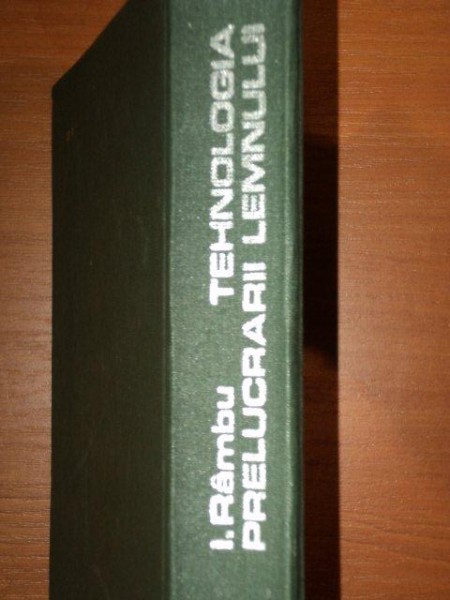 I. Râmbu TEHNOLOGIA
PRELUCRARII LEMNULUI